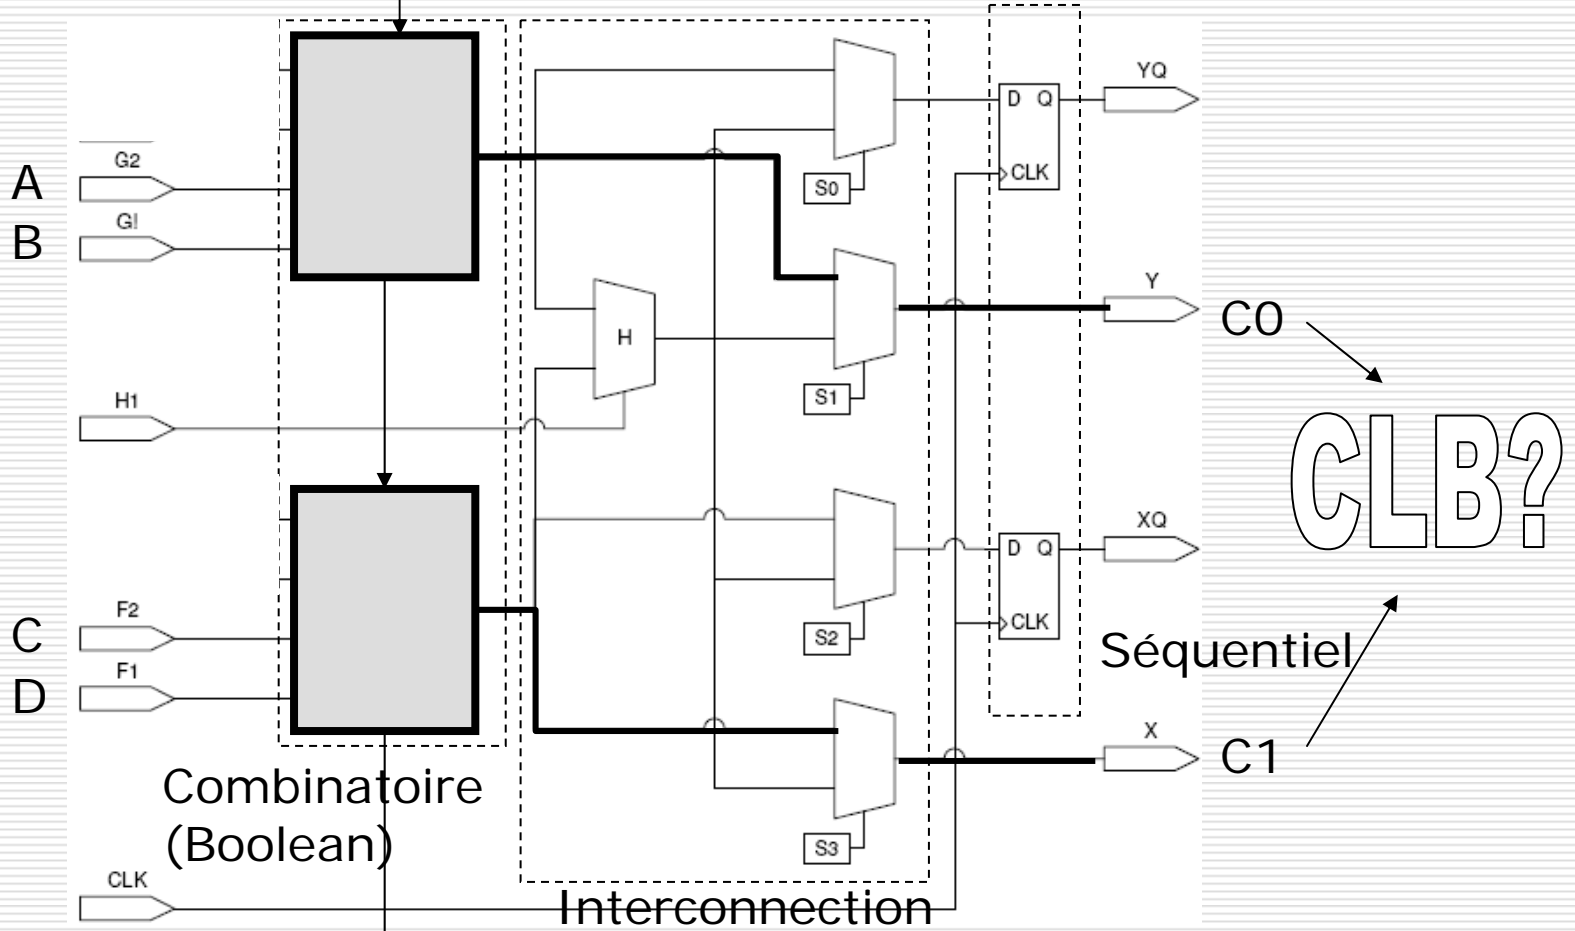 YQ
D Q
G2
A
CLK
S0
G!
B
Y
C0
H
S1
H1
CLB?
XQ
D Q
F2
C
CLK
S2
Séquentiel
F1
D
X
C1
Combinatoire
(Boolean)
S3
CLK
Interconnection